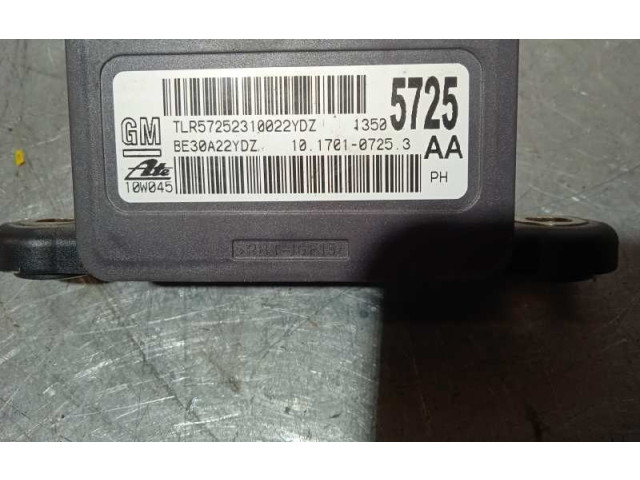 GM
TLR57252310022YDZ 1350 5725
BE30A22YDZ. 10.1701-0725.3 AA
Ate
10W045 PH